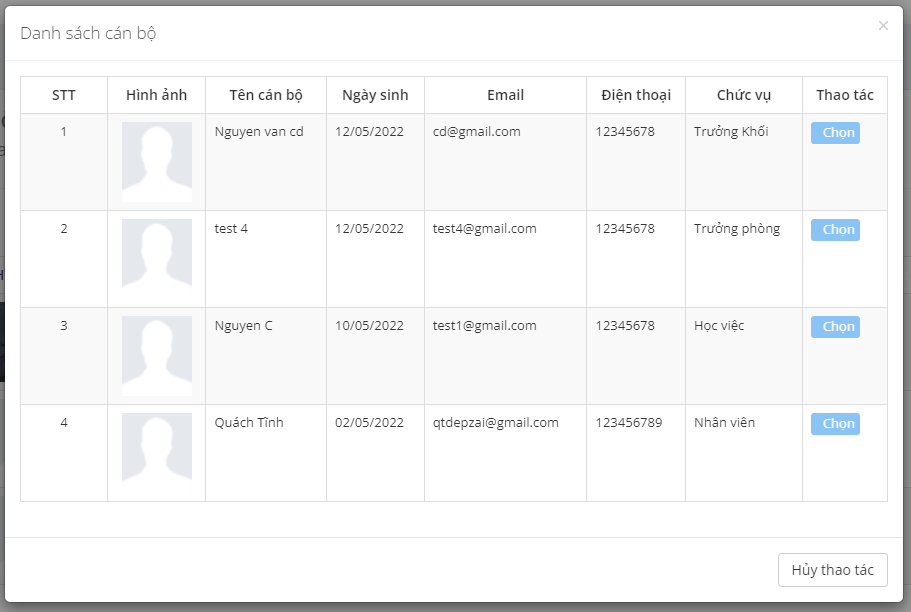 Danh sách cán bộ
×
STT Hình ảnh Tên cán bộ Ngày sinh Email Điện thoại Chức vụ Thao tác
1 Nguyen van cd 12/05/2022 cd@gmail.com 12345678 Trưởng Khối Chọn
2 test 4 12/05/2022 test4@gmail.com 12345678 Trưởng phòng Chọn
3 Nguyen C 10/05/2022 test1@gmail.com 12345678 Học việc Chọn
4 Quách Tĩnh 02/05/2022 qtdepzai@gmail.com 123456789 Nhân viên Chọn
Hủy thao tác